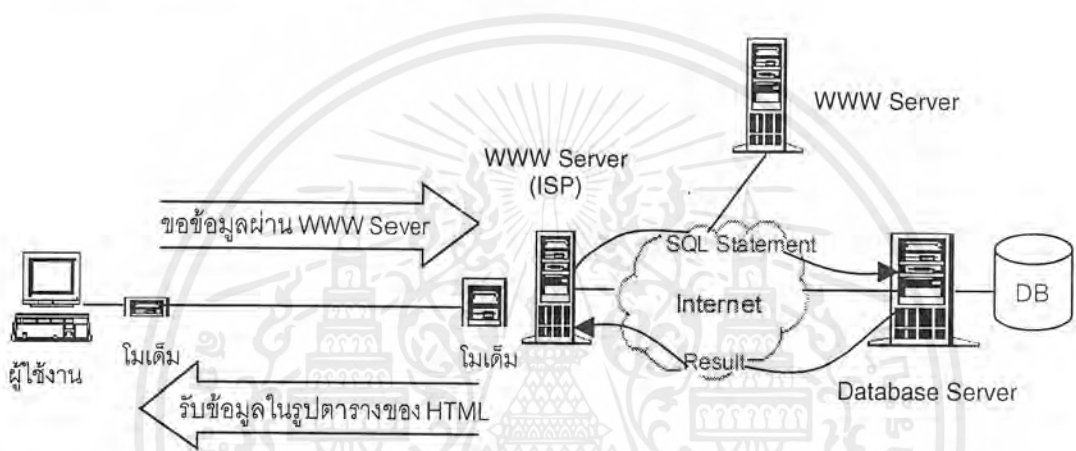 WWW Server
WWW Server
(ISP)
ขอข้อมูลผ่าน WWW Sever
SQL Statement
Internet
DB
ผู้ใช้งาน
โมเด็ม
โมเด็ม
Result
Database Server
รับข้อมูลในรูปตารางของ HTML